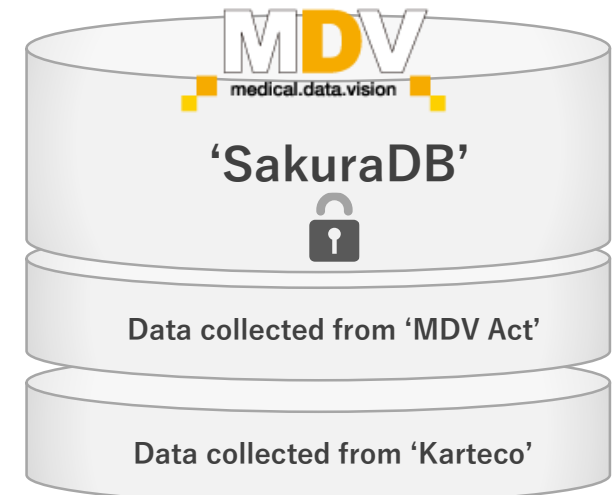 MDV
medical.data.vision
‘SakuraDB’
Data collected from ‘MDV Act’
Data collected from ‘Karteco’